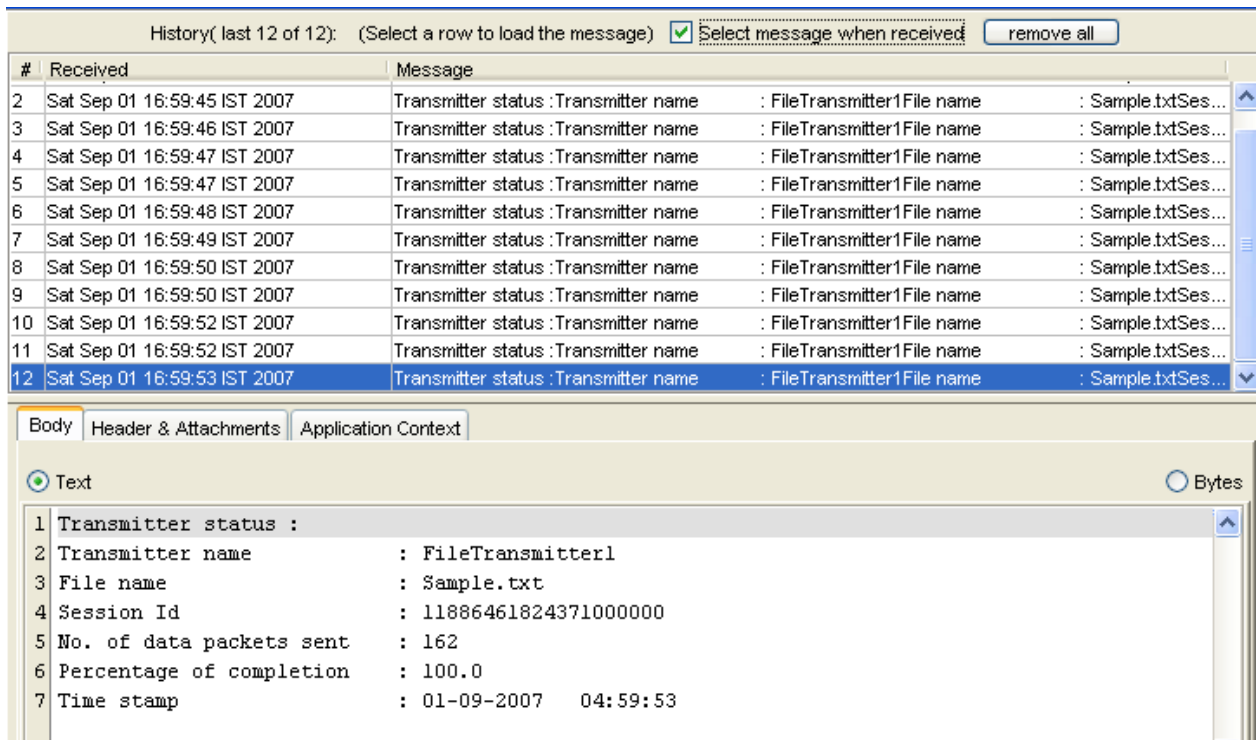 History( last 12 of 12): (Select a row to load the message) Select message when received remove all
# Received Message
2 Sat Sep 01 16:59:45 IST 2007 Transmitter status :Transmitter name : FileTransmitter1File name : Sample.txtSes...
3 Sat Sep 01 16:59:46 IST 2007 Transmitter status :Transmitter name : FileTransmitter1File name : Sample.txtSes...
4 Sat Sep 01 16:59:47 IST 2007 Transmitter status :Transmitter name : FileTransmitter1File name : Sample.txtSes...
5 Sat Sep 01 16:59:47 IST 2007 Transmitter status :Transmitter name : FileTransmitter1File name : Sample.txtSes...
6 Sat Sep 01 16:59:48 IST 2007 Transmitter status :Transmitter name : FileTransmitter1File name : Sample.txtSes...
7 Sat Sep 01 16:59:49 IST 2007 Transmitter status :Transmitter name : FileTransmitter1File name : Sample.txtSes...
8 Sat Sep 01 16:59:50 IST 2007 Transmitter status :Transmitter name : FileTransmitter1File name : Sample.txtSes...
9 Sat Sep 01 16:59:50 IST 2007 Transmitter status :Transmitter name : FileTransmitter1File name : Sample.txtSes...
10 Sat Sep 01 16:59:52 IST 2007 Transmitter status :Transmitter name : FileTransmitter1File name : Sample.txtSes...
11 Sat Sep 01 16:59:52 IST 2007 Transmitter status :Transmitter name : FileTransmitter1File name : Sample.txtSes...
12 Sat Sep 01 16:59:53 IST 2007 Transmitter status :Transmitter name : FileTransmitter1File name : Sample.txtSes...
Body Header & Attachments Application Context
Text Bytes
1 Transmitter status :
2 Transmitter name : FileTransmitter1
3 File name : Sample.txt
4 Session Id : 11886461824371000000
5 No. of data packets sent : 162
6 Percentage of completion : 100.0
7 Time stamp : 01-09-2007 04:59:53